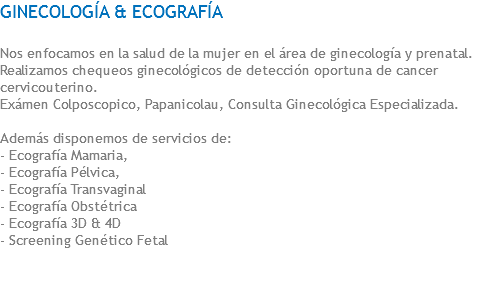 GINECOLOGÍA & ECOGRAFÍA
Nos enfocamos en la salud de la mujer en el área de ginecología y prenatal.
Realizamos chequeos ginecológicos de detección oportuna de cancer
cervicouterino.
Exámen Colposcopico, Papanicolau, Consulta Ginecológica Especializada.
Además disponemos de servicios de:
- Ecografía Mamaria,
- Ecografía Pélvica,
- Ecografía Transvaginal
- Ecografía Obstétrica
- Ecografía 3D & 4D
- Screening Genético Fetal